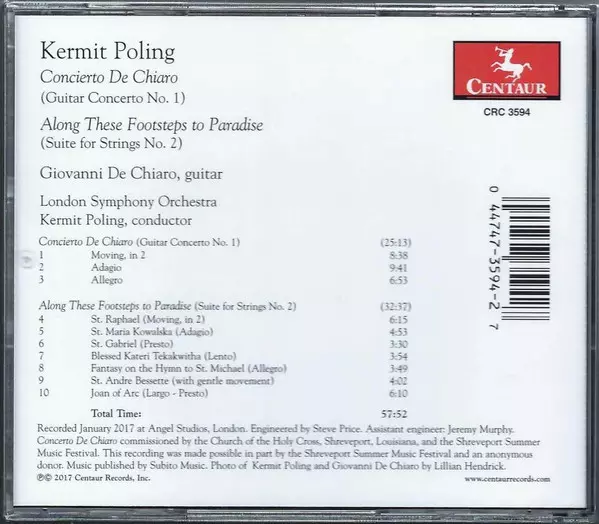 Kermit Poling
Concierto De Chiaro
(Guitar Concerto No. 1)
Along These Footsteps to Paradise
(Suite for Strings No. 2)
Giovanni De Chiaro, guitar
London Symphony Orchestra
Kermit Poling, conductor
CENTAUR
CRC 3594
0 44747-3594-2 7
Concierto De Chiaro (Guitar Concerto No. 1) (25:13)
1 Moving, in 2 8:38
2 Adagio 9:41
3 Allegro 6:53
Along These Footsteps to Paradise (Suite for Strings No. 2) (32:37)
4 St. Raphael (Moving, in 2) 6:15
5 St. Maria Kowalska (Adagio) 4:53
6 St. Gabriel (Presto) 3:30
7 Blessed Kateri Tekakwitha (Lento) 3:54
8 Fantasy on the Hymn to St. Michael (Allegro) 3:49
9 St. Andre Bessette (with gentle movement) 4:02
10 Joan of Arc (Largo - Presto) 6:10
Total Time: 57:52
Recorded January 2017 at Angel Studios, London. Engineered by Steve Price. Assistant engineer: Jeremy Murphy.
Concierto De Chiaro commissioned by the Church of the Holy Cross, Shreveport, Louisiana, and the Shreveport Summer
Music Festival. This recording was made possible in part by the Shreveport Summer Music Festival and an anonymous
donor. Music published by Subito Music. Photo of Kermit Poling and Giovanni De Chiaro by Lillian Hendrick.
℗© 2017 Centaur Records, Inc. www.centaurrecords.com